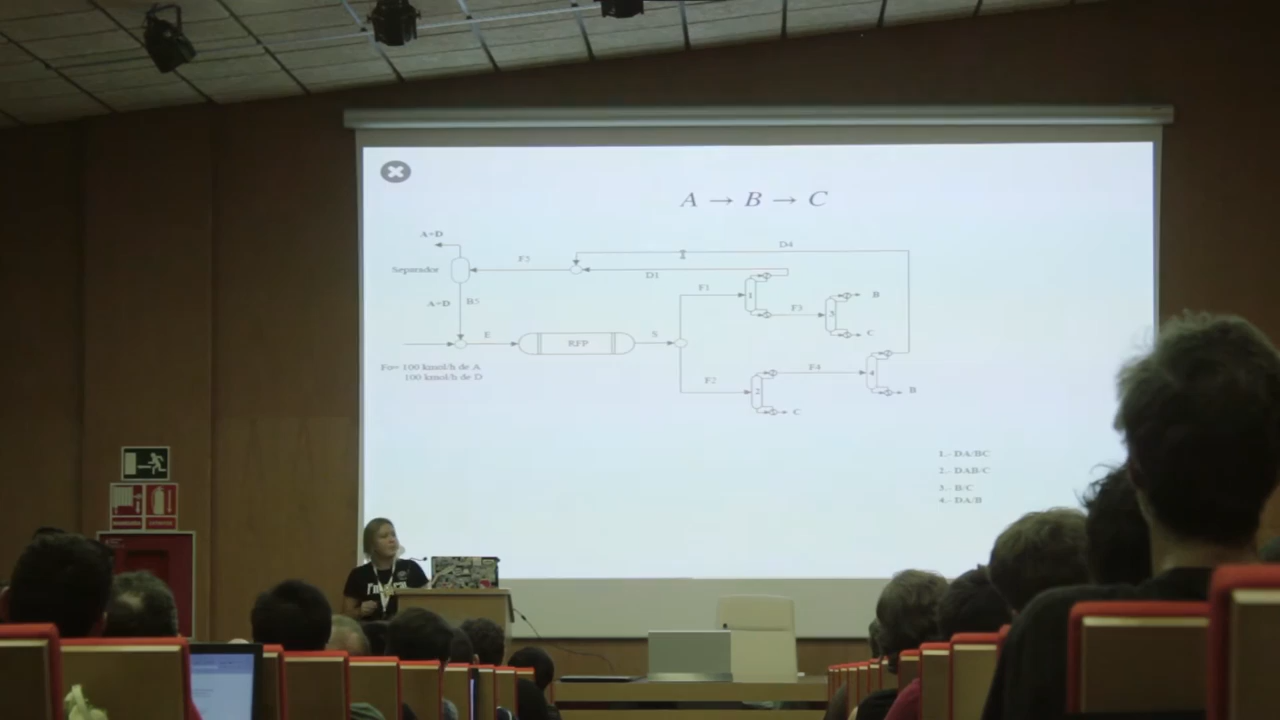 A → B → C
A=D
D4
F5
Separador
D1
F1
1
A=D
B5
F3
B
3
C
E
RFP
S
Fo= 100 kmol/h de A
100 kmol/h de D
F2
F4
4
2
B
C
1.- DA/BC
2.- DAB/C
3.- B/C
4.- DA/B